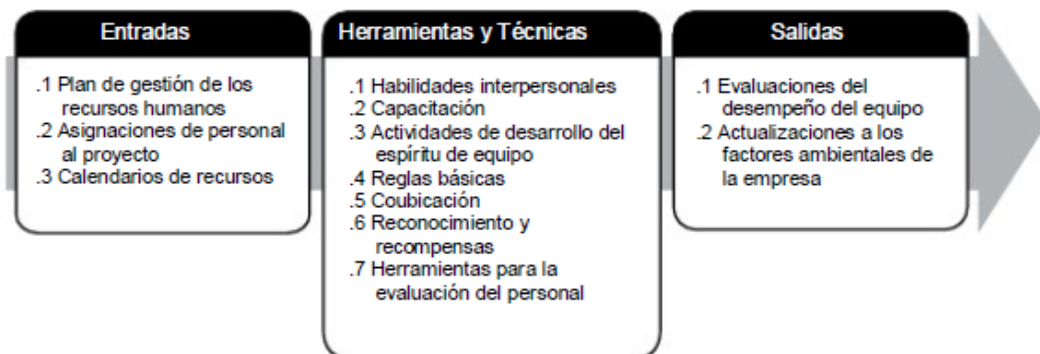 Entradas
.1 Plan de gestión de los
recursos humanos
.2 Asignaciones de personal
al proyecto
.3 Calendarios de recursos
Herramientas y Técnicas
.1 Habilidades interpersonales
.2 Capacitación
.3 Actividades de desarrollo del
espíritu de equipo
.4 Reglas básicas
.5 Coubicación
.6 Reconocimiento y
recompensas
.7 Herramientas para la
evaluación del personal
Salidas
.1 Evaluaciones del
desempeño del equipo
.2 Actualizaciones a los
factores ambientales de
la empresa